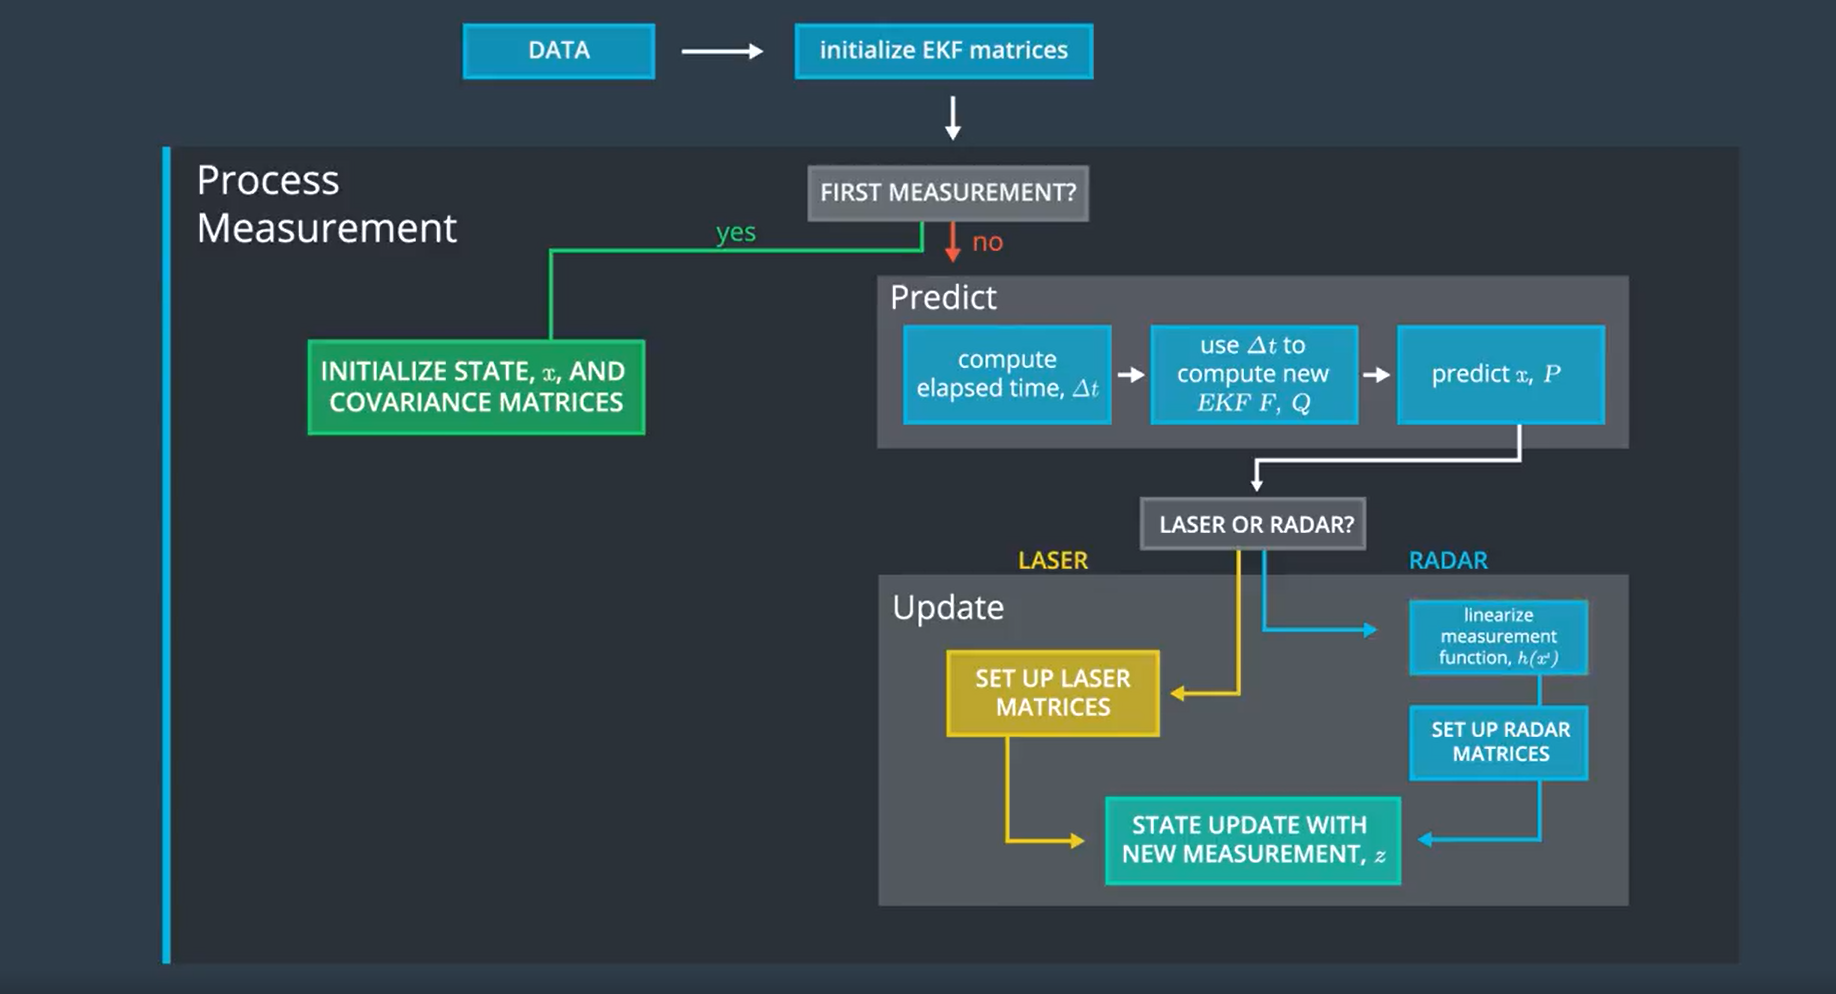 DATA
initialize EKF matrices
Process
Measurement
FIRST MEASUREMENT?
yes
no
INITIALIZE STATE, x, AND
COVARIANCE MATRICES
Predict
compute
elapsed time, Δt
use Δt to
compute new
EKF F, Q
predict x, P
LASER OR RADAR?
LASER
RADAR
Update
linearize
measurement
function, h(x')
SET UP LASER
MATRICES
SET UP RADAR
MATRICES
STATE UPDATE WITH
NEW MEASUREMENT, z